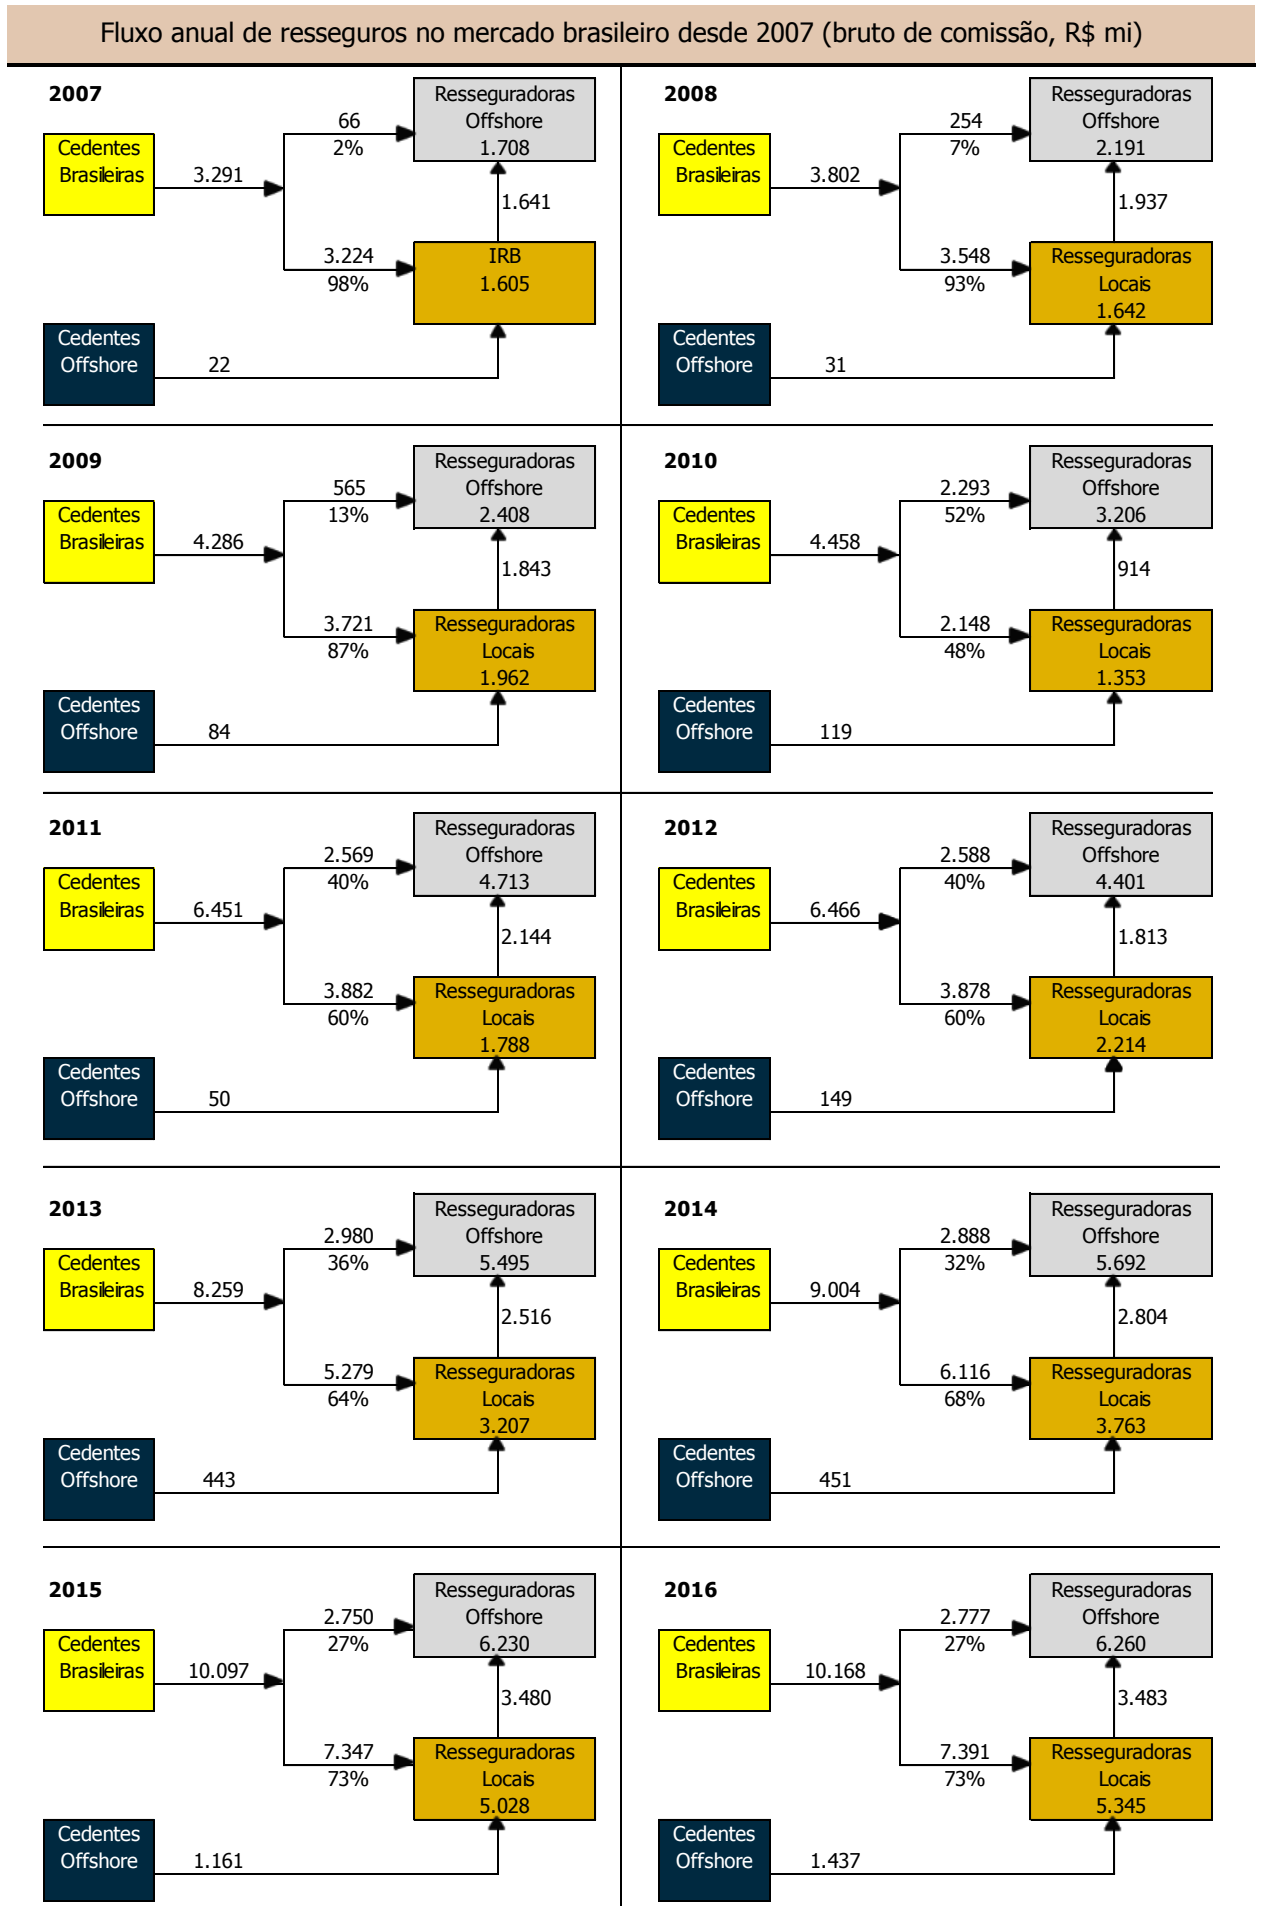 Fluxo anual de resseguros no mercado brasileiro desde 2007 (bruto de comissão, R$ mi)
2007
Cedentes
Brasileiras
3.291
66
2%
Resseguradoras
Offshore
1.708
1.641
3.224
98%
IRB
1.605
Cedentes
Offshore
22
2008
Cedentes
Brasileiras
3.802
254
7%
Resseguradoras
Offshore
2.191
1.937
3.548
93%
Resseguradoras
Locais
1.642
Cedentes
Offshore
31
2009
Cedentes
Brasileiras
4.286
565
13%
Resseguradoras
Offshore
2.408
1.843
3.721
87%
Resseguradoras
Locais
1.962
Cedentes
Offshore
84
2010
Cedentes
Brasileiras
4.458
2.293
52%
Resseguradoras
Offshore
3.206
914
2.148
48%
Resseguradoras
Locais
1.353
Cedentes
Offshore
119
2011
Cedentes
Brasileiras
6.451
2.569
40%
Resseguradoras
Offshore
4.713
2.144
3.882
60%
Resseguradoras
Locais
1.788
Cedentes
Offshore
50
2012
Cedentes
Brasileiras
6.466
2.588
40%
Resseguradoras
Offshore
4.401
1.813
3.878
60%
Resseguradoras
Locais
2.214
Cedentes
Offshore
149
2013
Cedentes
Brasileiras
8.259
2.980
36%
Resseguradoras
Offshore
5.495
2.516
5.279
64%
Resseguradoras
Locais
3.207
Cedentes
Offshore
443
2014
Cedentes
Brasileiras
9.004
2.888
32%
Resseguradoras
Offshore
5.692
2.804
6.116
68%
Resseguradoras
Locais
3.763
Cedentes
Offshore
451
2015
Cedentes
Brasileiras
10.097
2.750
27%
Resseguradoras
Offshore
6.230
3.480
7.347
73%
Resseguradoras
Locais
5.028
Cedentes
Offshore
1.161
2016
Cedentes
Brasileiras
10.168
2.777
27%
Resseguradoras
Offshore
6.260
3.483
7.391
73%
Resseguradoras
Locais
5.345
Cedentes
Offshore
1.437